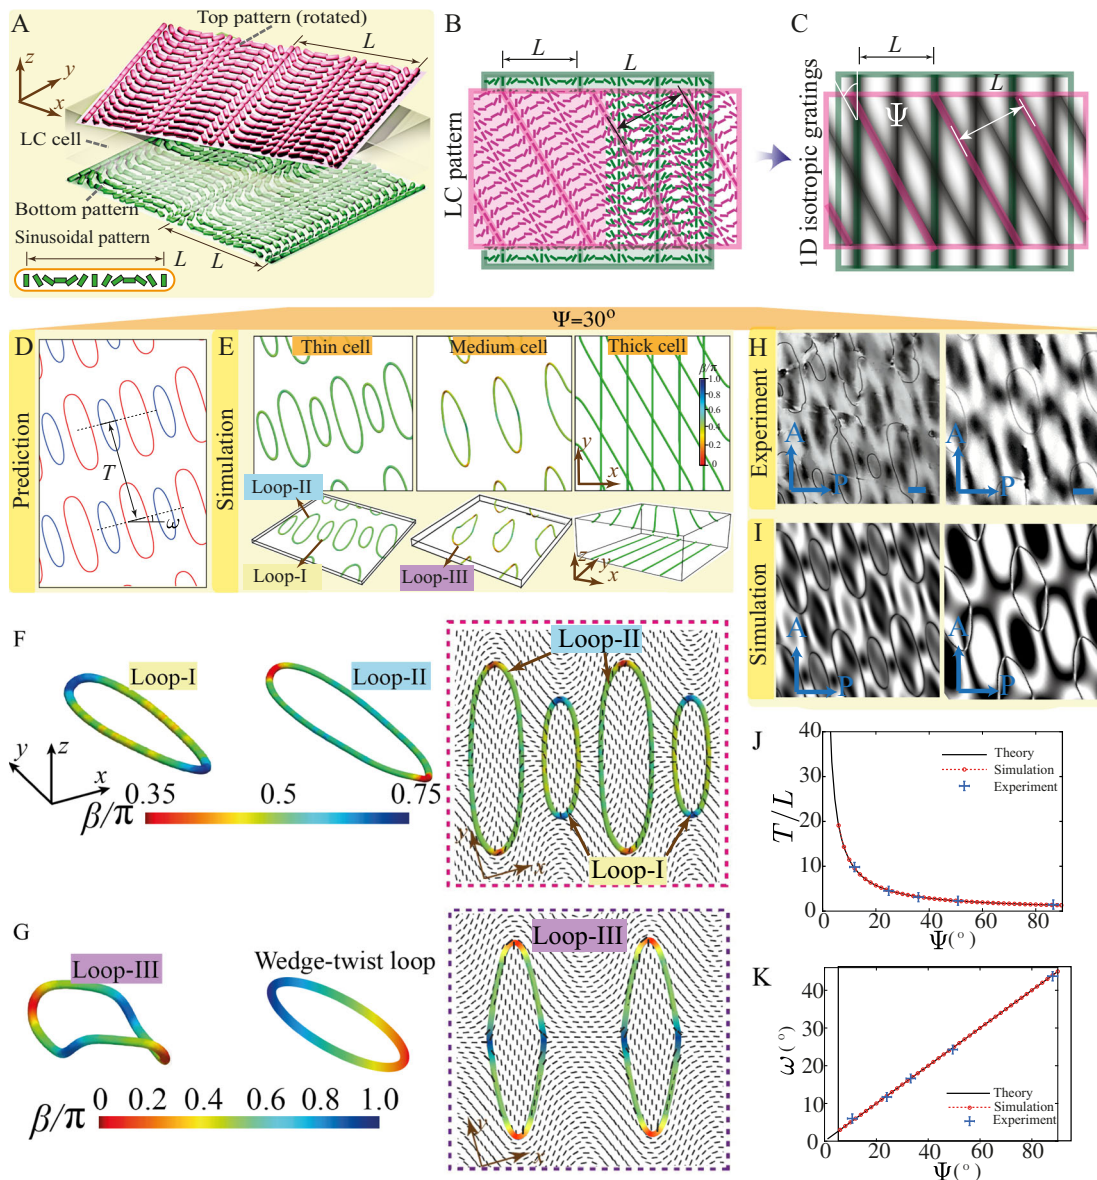 A
Top pattern (rotated)
L
z
y
x
LC cell
Bottom pattern
Sinusoidal pattern
L
L
B
L
L
LC pattern
C
L
L
Ψ
1D isotropic gratings
Ψ=30°
D
Prediction
T
ω
E
Simulation
Thin cell
Medium cell
Thick cell
β/π
1.0
0.8
0.6
0.4
0.2
0
y
x
Loop-II
Loop-I
Loop-III
z
y
x
H
Experiment
A
P
A
P
I
Simulation
A
P
A
P
F
Loop-I
Loop-II
y
z
x
0.35 0.5 0.75
β/π
Loop-II
Loop-I
y
x
G
Loop-III
Wedge-twist loop
0 0.2 0.4 0.6 0.8 1.0
β/π
Loop-III
y
x
J
40
30
20
10
0
T/L
Theory
Simulation
Experiment
0 20 40 60 80
Ψ(°)
K
40
30
20
10
0
ω(°)
Theory
Simulation
Experiment
0 20 40 60 80
Ψ(°)